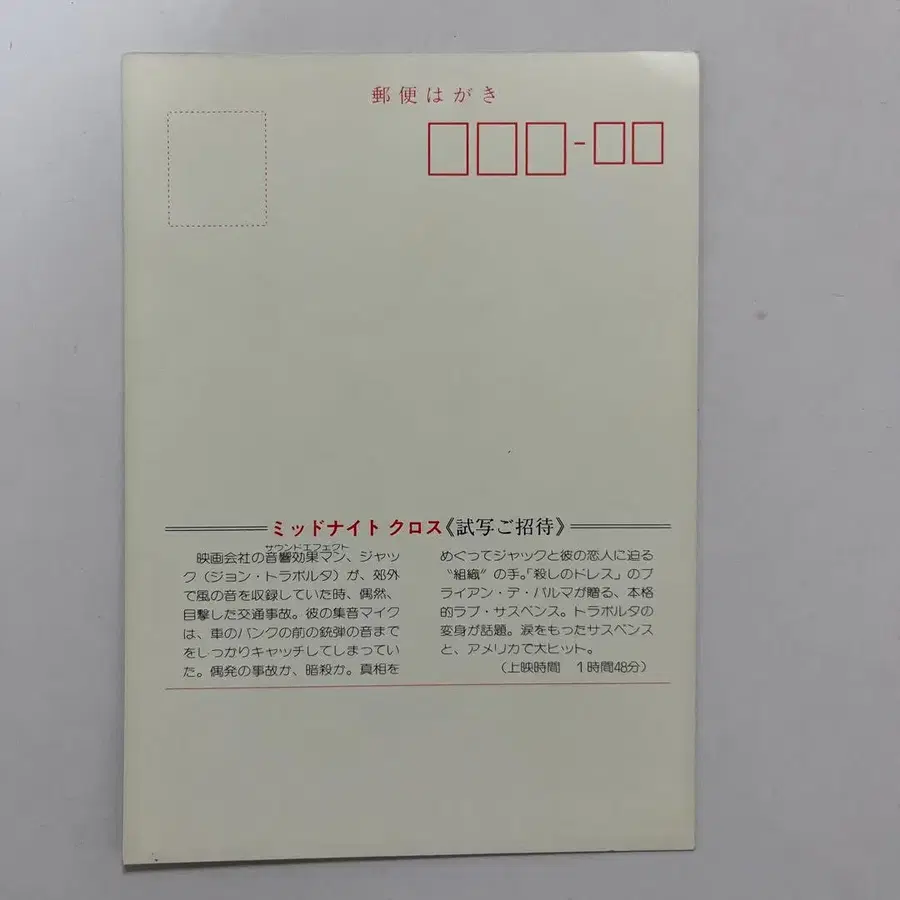 郵便はがき
-
ミッドナイト クロス《試写ご招待》
サウンドエフェクト
映画会社の音響効果マン、ジャッ
ク(ジョン・トラボルタ)が、郊外
で風の音を収録していた時、偶然、
目撃した交通事故。彼の集音マイク
は、車のパンクの前の銃弾の音まで
をしっかりキャッチしてしまってい
た。偶発の事故か、暗殺か。真相を
めぐってジャックと彼の恋人に迫る
〝組織〟の手。「殺しのドレス」のブ
ライアン・デ・パルマが贈る、本格
的ラブ・サスペンス。トラボルタの
変身が話題。涙をもったサスペンス
と、アメリカで大ヒット。
(上映時間 1時間48分)